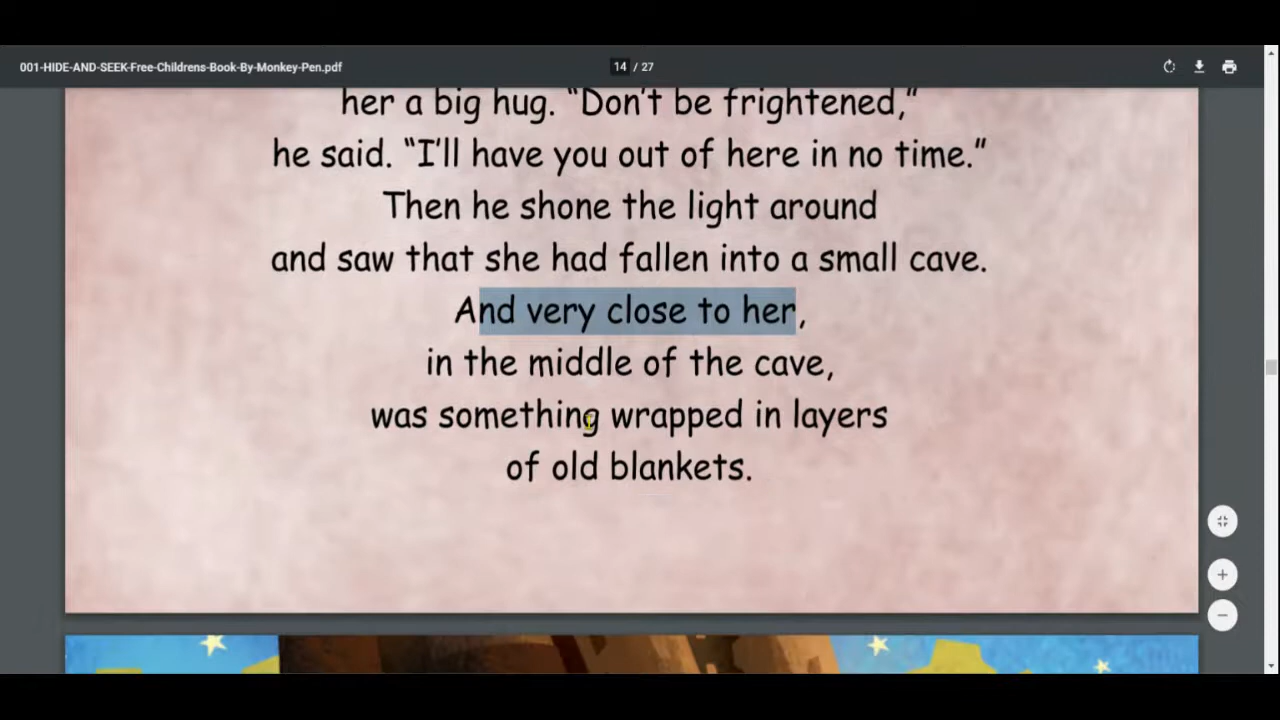 001-HIDE-AND-SEEK-Free-Childrens-Book-By-Monkey-Pen.pdf
14 / 27
her a big hug. “Don’t be frightened,”
he said. “I’ll have you out of here in no time.”
Then he shone the light around
and saw that she had fallen into a small cave.
And very close to her,
in the middle of the cave,
was something wrapped in layers
of old blankets.